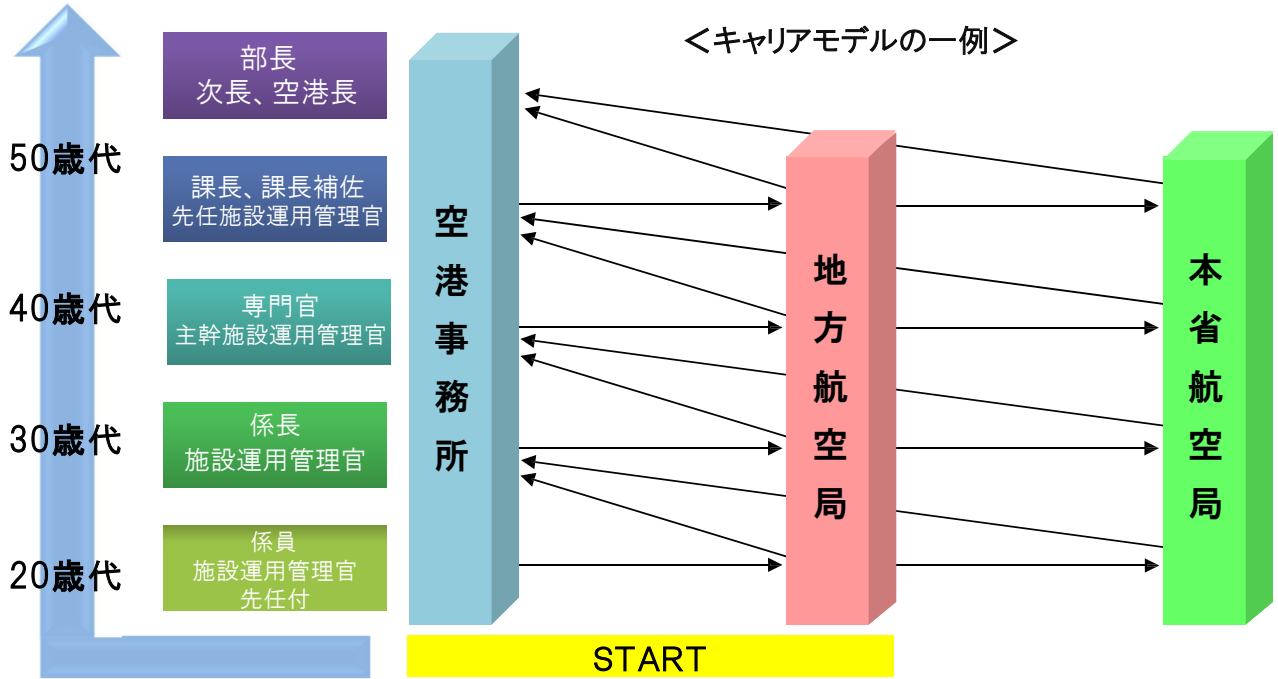 ＜キャリアモデルの一例＞
部長
次長、空港長
50歳代
課長、課長補佐
先任施設運用管理官
40歳代
専門官
主幹施設運用管理官
30歳代
係長
施設運用管理官
20歳代
係員
施設運用管理官
先任付
空港事務所
地方航空局
本省航空局
START